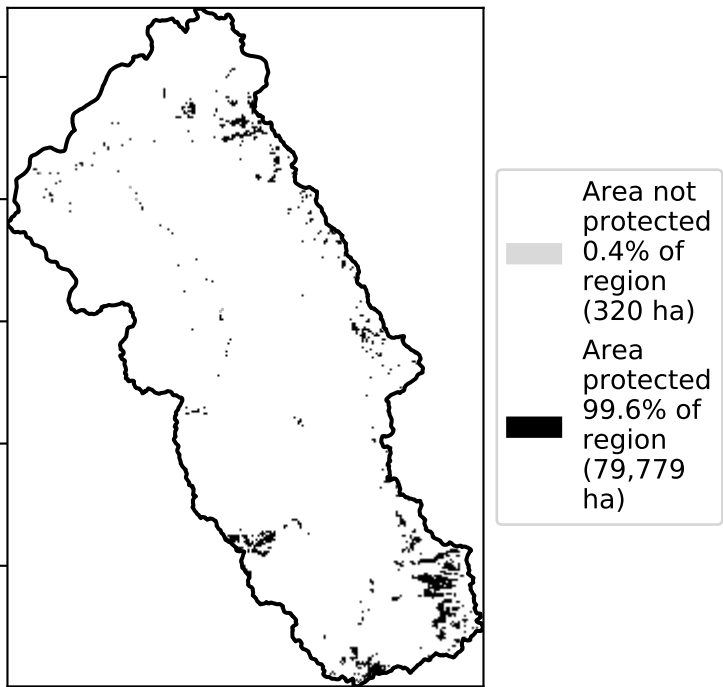 Area not
protected
0.4% of
region
(320 ha)
Area
protected
99.6% of
region
(79,779
ha)